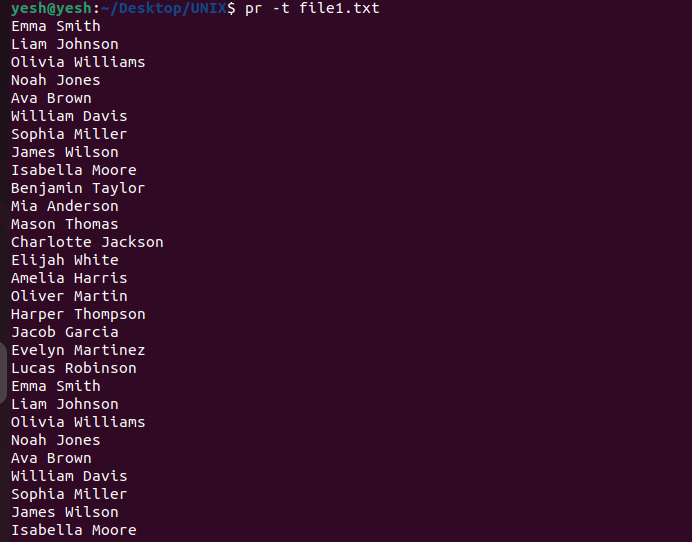 yesh@yesh:~/Desktop/UNIX$ pr -t file1.txt
Emma Smith
Liam Johnson
Olivia Williams
Noah Jones
Ava Brown
William Davis
Sophia Miller
James Wilson
Isabella Moore
Benjamin Taylor
Mia Anderson
Mason Thomas
Charlotte Jackson
Elijah White
Amelia Harris
Oliver Martin
Harper Thompson
Jacob Garcia
Evelyn Martinez
Lucas Robinson
Emma Smith
Liam Johnson
Olivia Williams
Noah Jones
Ava Brown
William Davis
Sophia Miller
James Wilson
Isabella Moore